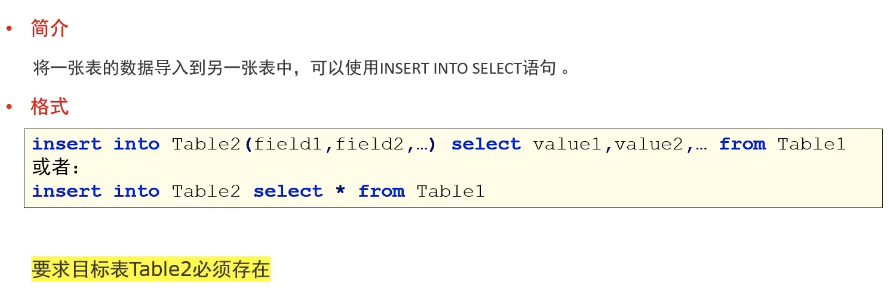 • 简介
将一张表的数据导入到另一张表中，可以使用INSERT INTO SELECT语句 。
• 格式
insert into Table2(field1,field2,…) select value1,value2,… from Table1
或者：
insert into Table2 select * from Table1
要求目标表Table2必须存在